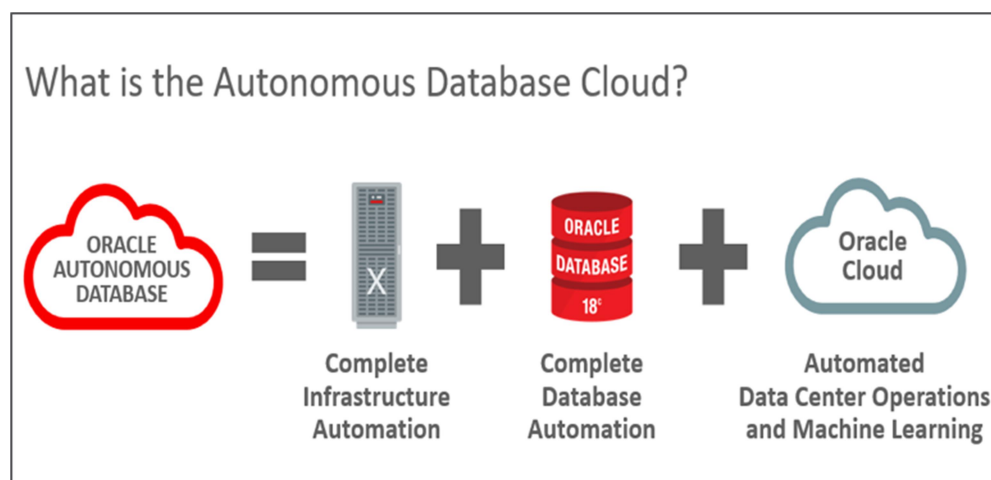 What is the Autonomous Database Cloud?
ORACLE
AUTONOMOUS
DATABASE
=
X
+
ORACLE
DATABASE
18c
+
Oracle
Cloud
Complete
Infrastructure
Automation
Complete
Database
Automation
Automated
Data Center Operations
and Machine Learning